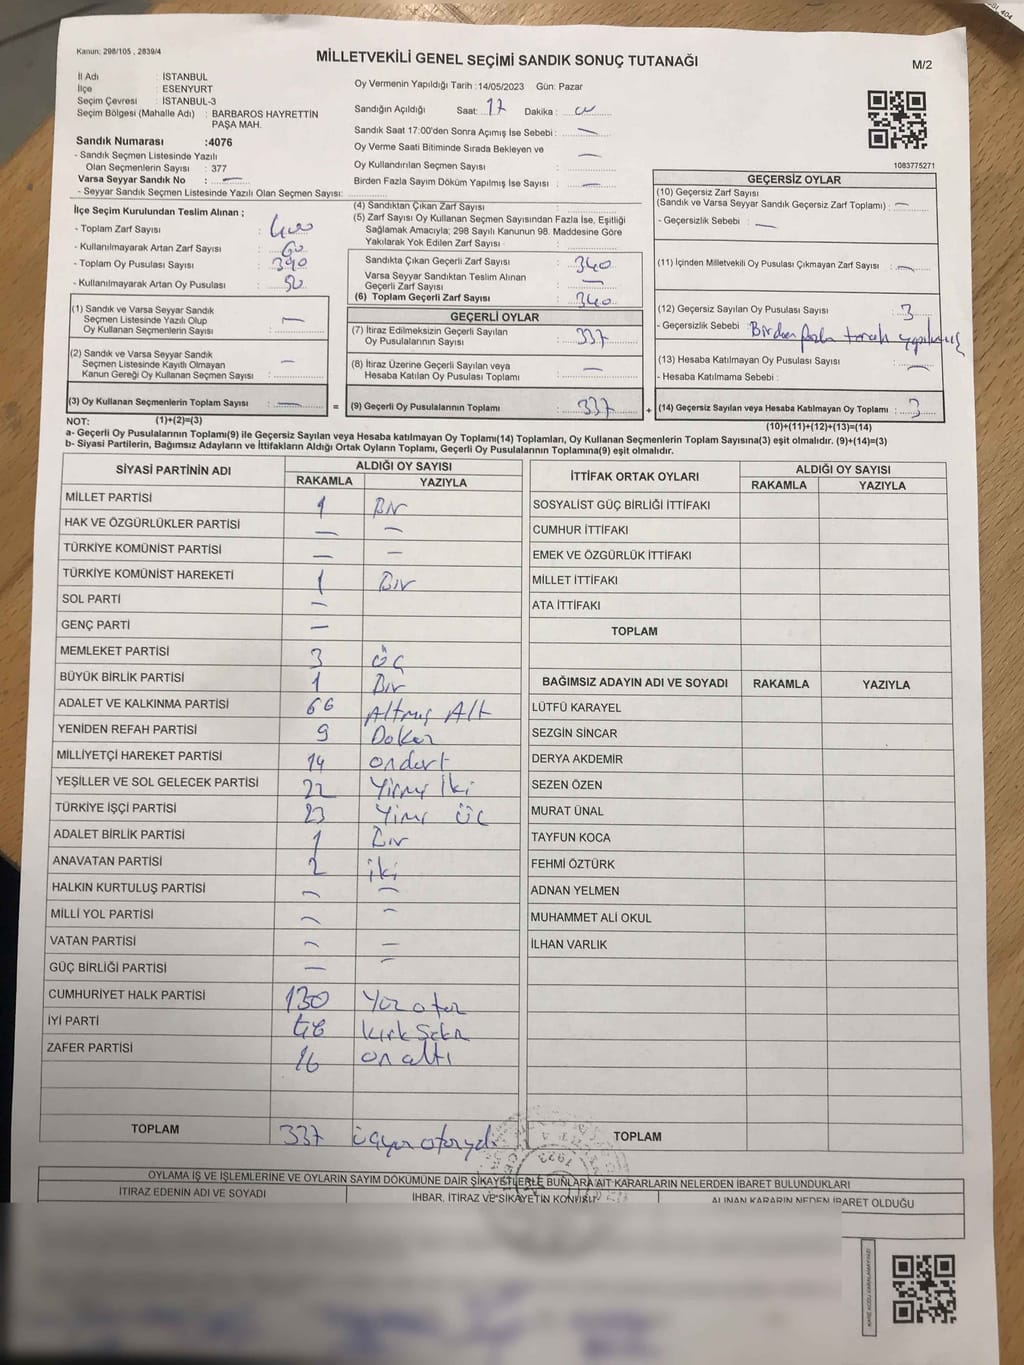 Kanun: 298/105 , 2839/4
MİLLETVEKİLİ GENEL SEÇİMİ SANDIK SONUÇ TUTANAĞI
M/2
İl Adı : İSTANBUL
İlçe : ESENYURT
Seçim Çevresi : İSTANBUL-3
Seçim Bölgesi (Mahalle Adı) : BARBAROS HAYRETTİN
PAŞA MAH.
Sandık Numarası :4076
- Sandık Seçmen Listesinde Yazılı
Olan Seçmenlerin Sayısı : 377
Varsa Seyyar Sandık No : —
- Seyyar Sandık Seçmen Listesinde Yazılı Olan Seçmen Sayısı:
Oy Vermenin Yapıldığı Tarih :14/05/2023 Gün: Pazar
Sandığın Açıldığı Saat: 17 Dakika :
Sandık Saat 17:00'den Sonra Açımış İse Sebebi : —
Oy Verme Saati Bitiminde Sırada Bekleyen ve
Oy Kullandırılan Seçmen Sayısı : —
Birden Fazla Sayım Döküm Yapılmış İse Sayısı : —
1083775271
İlçe Seçim Kurulundan Teslim Alınan ;
- Toplam Zarf Sayısı : 400
- Kullanılmayarak Artan Zarf Sayısı : 60
- Toplam Oy Pusulası Sayısı : 390
- Kullanılmayarak Artan Oy Pusulası : 50
(1) Sandık ve Varsa Seyyar Sandık
Seçmen Listesinde Yazılı Olup
Oy Kullanan Seçmenlerin Sayısı : —
(2) Sandık ve Varsa Seyyar Sandık
Seçmen Listesinde Kayıtlı Olmayan
Kanun Gereği Oy Kullanan Seçmen Sayısı : —
(3) Oy Kullanan Seçmenlerin Toplam Sayısı : —
(4) Sandıktan Çıkan Zarf Sayısı :
(5) Zarf Sayısı Oy Kullanan Seçmen Sayısından Fazla İse, Eşitliği
Sağlamak Amacıyla; 298 Sayılı Kanunun 98. Maddesine Göre
Yakılarak Yok Edilen Zarf Sayısı :
Sandıkta Çıkan Geçerli Zarf Sayısı : 340
Varsa Seyyar Sandıktan Teslim Alınan
Geçerli Zarf Sayısı : —
(6) Toplam Geçerli Zarf Sayısı : 340
GEÇERLİ OYLAR
(7) İtiraz Edilmeksizin Geçerli Sayılan
Oy Pusulalarının Sayısı : 337
(8) İtiraz Üzerine Geçerli Sayılan veya
Hesaba Katılan Oy Pusulası Toplamı : —
= (9) Geçerli Oy Pusulalarının Toplamı : 337 +
GEÇERSİZ OYLAR
(10) Geçersiz Zarf Sayısı
(Sandık ve Varsa Seyyar Sandık Geçersiz Zarf Toplamı) : —
- Geçersizlik Sebebi : —
(11) İçinden Milletvekili Oy Pusulası Çıkmayan Zarf Sayısı : —
(12) Geçersiz Sayılan Oy Pusulası Sayısı : 3
- Geçersizlik Sebebi : Birden fazla tercih yapılmış
(13) Hesaba Katılmayan Oy Pusulası Sayısı : —
- Hesaba Katılmama Sebebi :
(14) Geçersiz Sayılan veya Hesaba Katılmayan Oy Toplamı : 3
NOT: (1)+(2)=(3)
(10)+(11)+(12)+(13)=(14)
a- Geçerli Oy Pusulalarının Toplamı(9) ile Geçersiz Sayılan veya Hesaba katılmayan Oy Toplamı(14) Toplamları, Oy Kullanan Seçmenlerin Toplam Sayısına(3) eşit olmalıdır. (9)+(14)=(3)
b- Siyasi Partilerin, Bağımsız Adayların ve İttifakların Aldığı Ortak Oyların Toplamı, Geçerli Oy Pusulalarının Toplamına(9) eşit olmalıdır.
SİYASİ PARTİNİN ADI ALDIĞI OY SAYISI
RAKAMLA YAZIYLA
MİLLET PARTİSİ 1 Bir
HAK VE ÖZGÜRLÜKLER PARTİSİ — —
TÜRKİYE KOMÜNİST PARTİSİ — —
TÜRKİYE KOMÜNİST HAREKETİ 1 Bir
SOL PARTİ —
GENÇ PARTİ —
MEMLEKET PARTİSİ 3 ÜÇ
BÜYÜK BİRLİK PARTİSİ 1 Bir
ADALET VE KALKINMA PARTİSİ 66 Altmış Altı
YENİDEN REFAH PARTİSİ 9 Dokuz
MİLLİYETÇİ HAREKET PARTİSİ 14 ondört
YEŞİLLER VE SOL GELECEK PARTİSİ 22 Yirmi İki
TÜRKİYE İŞÇİ PARTİSİ 23 Yirmi ÜÇ
ADALET BİRLİK PARTİSİ 1 Bir
ANAVATAN PARTİSİ 2 iki
HALKIN KURTULUŞ PARTİSİ — —
MİLLİ YOL PARTİSİ — —
VATAN PARTİSİ — —
GÜÇ BİRLİĞİ PARTİSİ — —
CUMHURİYET HALK PARTİSİ 130 Yüz otuz
İYİ PARTİ 48 Kırk Sekiz
ZAFER PARTİSİ 16 on altı
TOPLAM 337 üçyüz otuzyedi
İTTİFAK ORTAK OYLARI ALDIĞI OY SAYISI
RAKAMLA YAZIYLA
SOSYALİST GÜÇ BİRLİĞİ İTTİFAKI
CUMHUR İTTİFAKI
EMEK VE ÖZGÜRLÜK İTTİFAKI
MİLLET İTTİFAKI
ATA İTTİFAKI
TOPLAM
BAĞIMSIZ ADAYIN ADI VE SOYADI RAKAMLA YAZIYLA
LÜTFÜ KARAYEL
SEZGİN SİNCAR
DERYA AKDEMİR
SEZEN ÖZEN
MURAT ÜNAL
TAYFUN KOCA
FEHMİ ÖZTÜRK
ADNAN YELMEN
MUHAMMET ALİ OKUL
İLHAN VARLIK
TOPLAM
OYLAMA İŞ VE İŞLEMLERİNE VE OYLARIN SAYIM DÖKÜMÜNE DAİR ŞİKAYETLERLE BUNLARA AİT KARARLARIN NELERDEN İBARET BULUNDUKLARI
İTİRAZ EDENİN ADI VE SOYADI İHBAR, İTİRAZ VE ŞİKAYETİN KONUSU ALINAN KARARIN NEDEN İBARET OLDUĞU